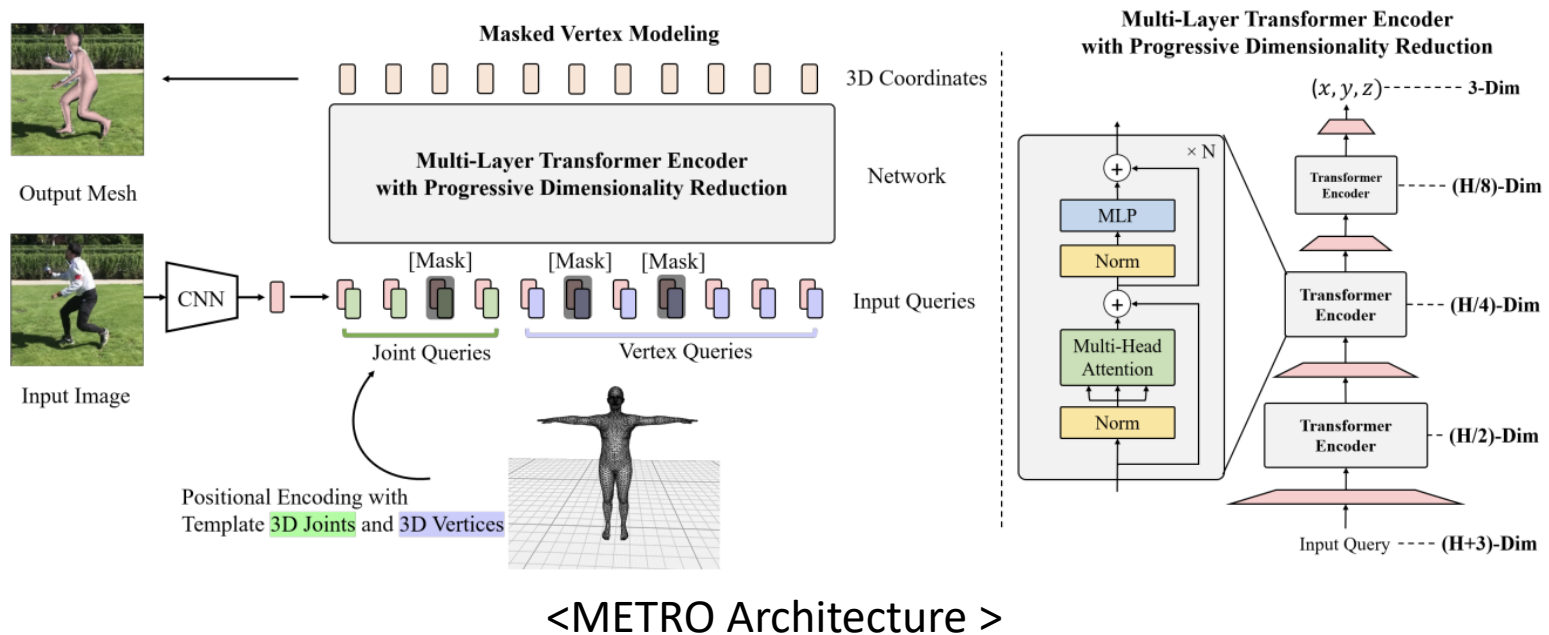 Masked Vertex Modeling
3D Coordinates
Multi-Layer Transformer Encoder
with Progressive Dimensionality Reduction
Network
Output Mesh
[Mask]
[Mask]
[Mask]
CNN
Input Queries
Joint Queries
Vertex Queries
Input Image
Positional Encoding with
Template 3D Joints and 3D Vertices
Multi-Layer Transformer Encoder
with Progressive Dimensionality Reduction
× N
+
MLP
Norm
+
Multi-Head
Attention
Norm
(x, y, z)
3-Dim
Transformer
Encoder
(H/8)-Dim
Transformer
Encoder
(H/4)-Dim
Transformer
Encoder
(H/2)-Dim
Input Query
(H+3)-Dim
<METRO Architecture >